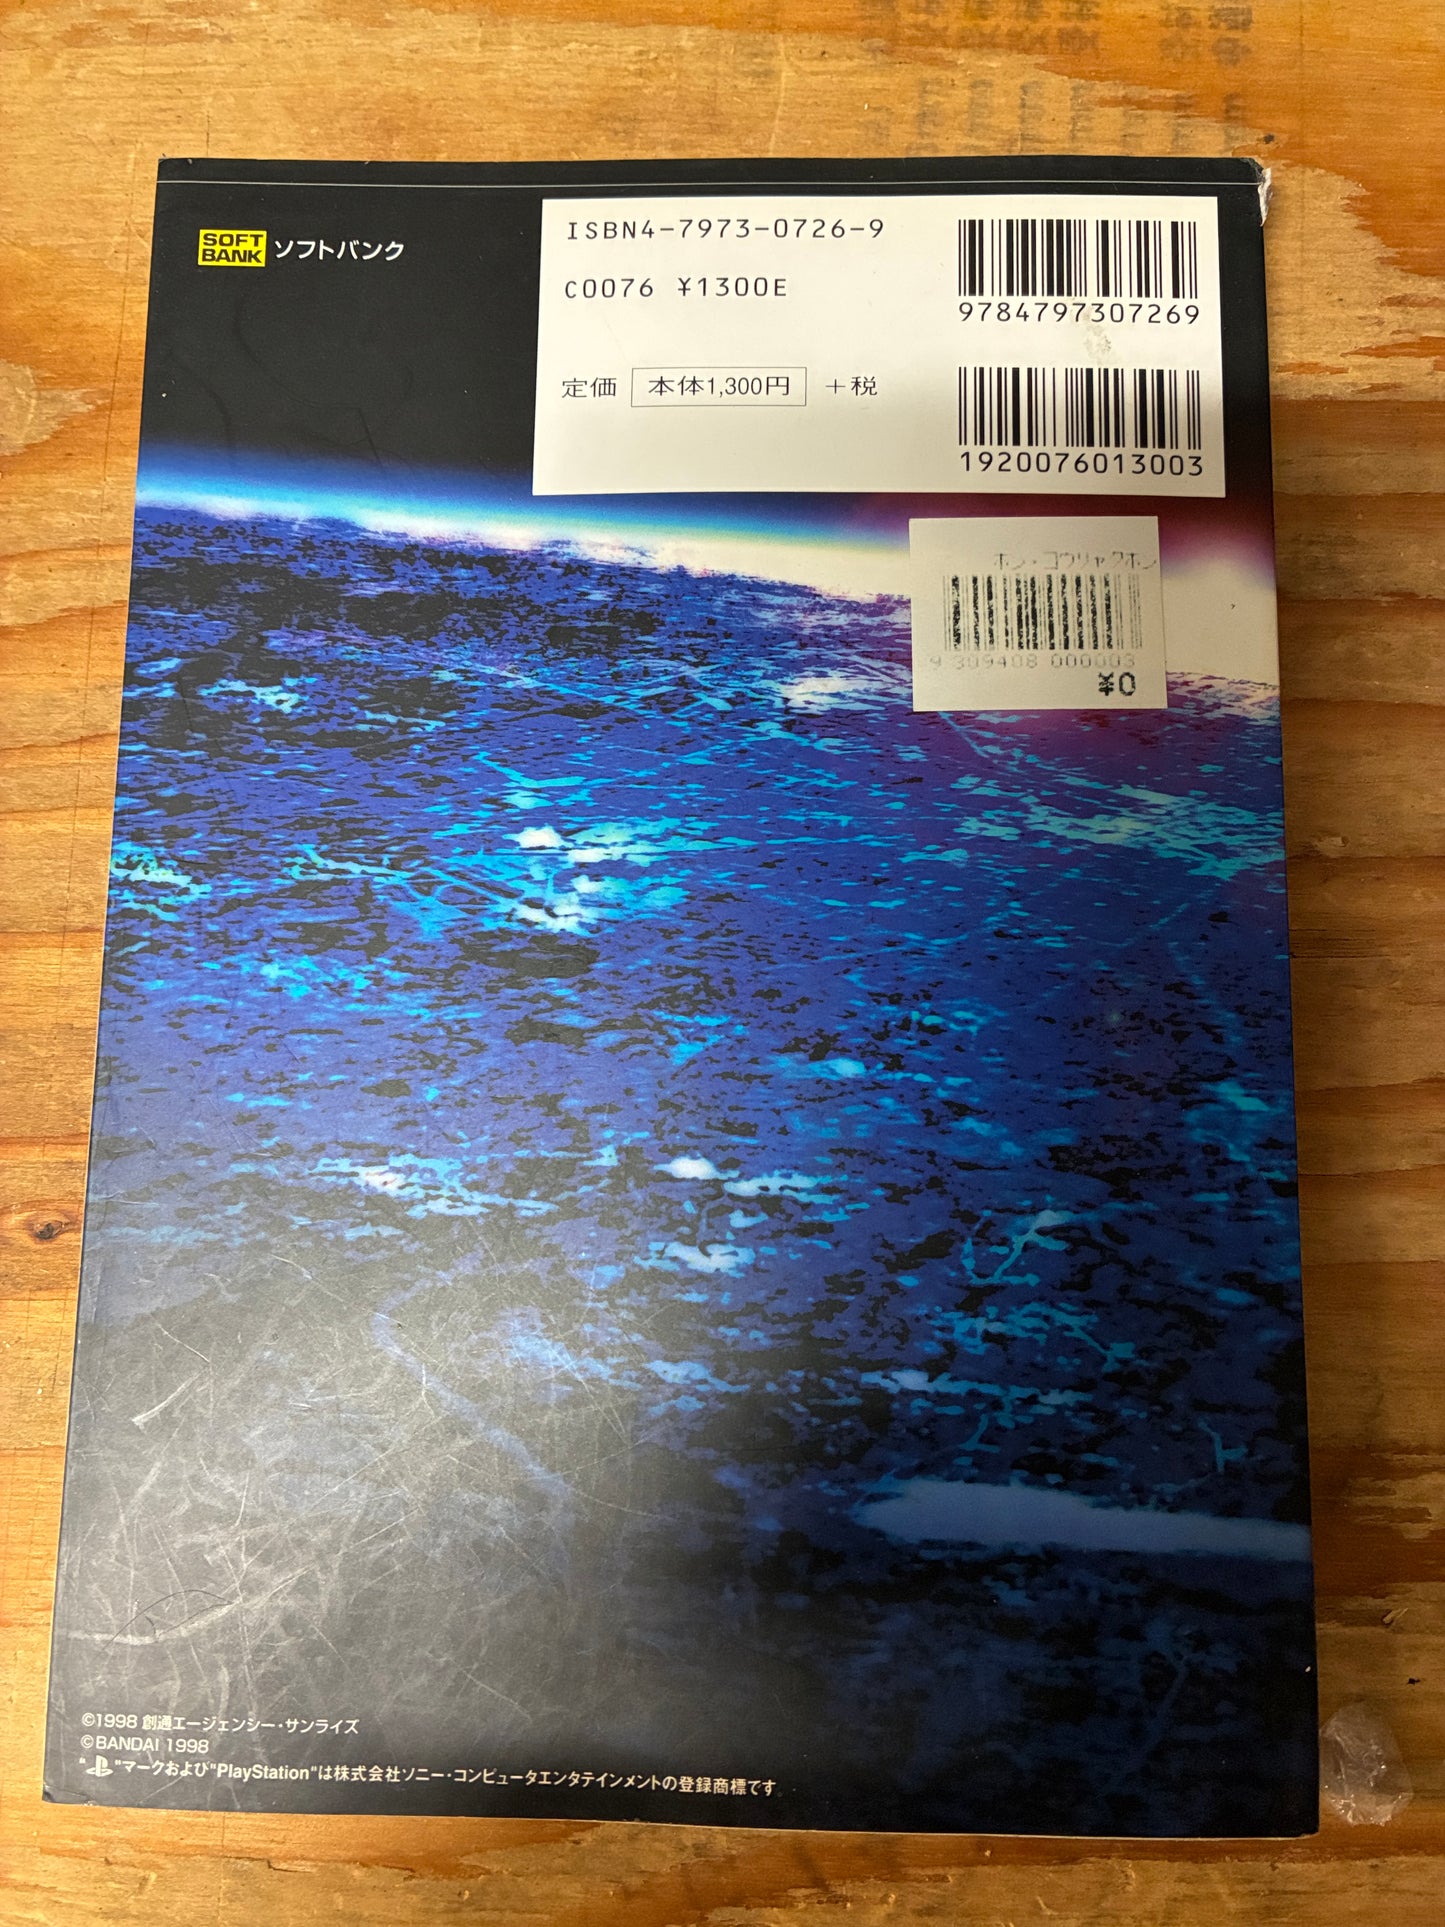 SOFT
BANK ソフトバンク
ISBN4-7973-0726-9
C0076 ¥1300E
9784797307269
定価 本体1,300円 +税
1920076013003
ホン・コウリャクホン
9 309408 000003
¥0
©1998 創通エージェンシー・サンライズ
©BANDAI 1998
"マークおよび"PlayStation"は株式会社ソニー・コンピュータエンタテインメントの登録商標です。